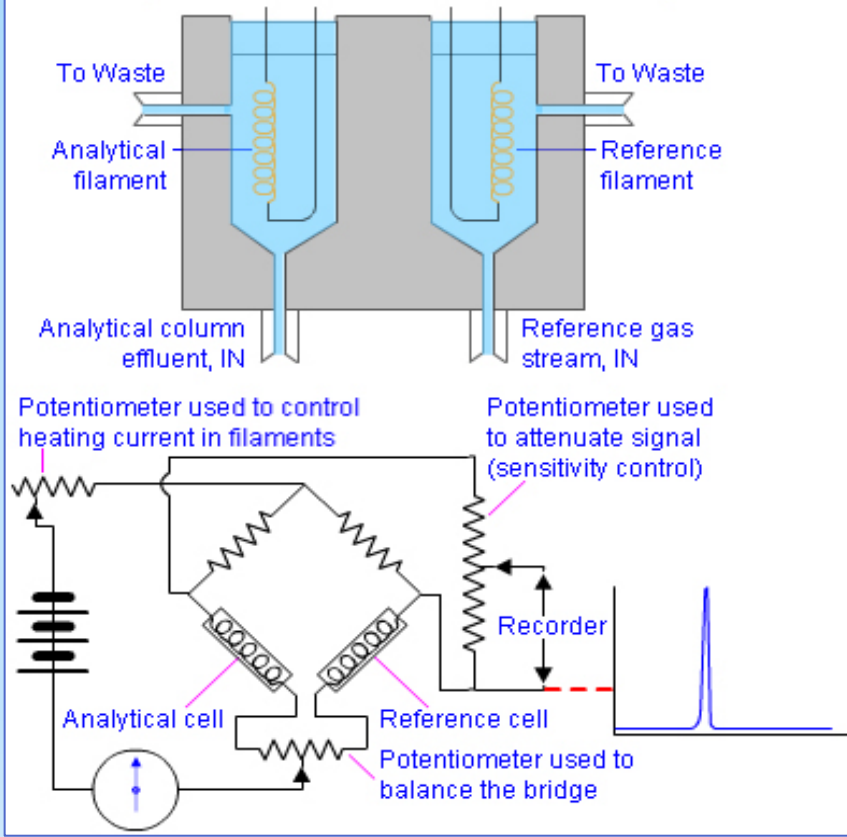 To Waste
To Waste
Analytical
filament
Reference
filament
Analytical column
effluent, IN
Reference gas
stream, IN
Potentiometer used to control
heating current in filaments
Potentiometer used
to attenuate signal
(sensitivity control)
Recorder
Analytical cell
Reference cell
Potentiometer used to
balance the bridge